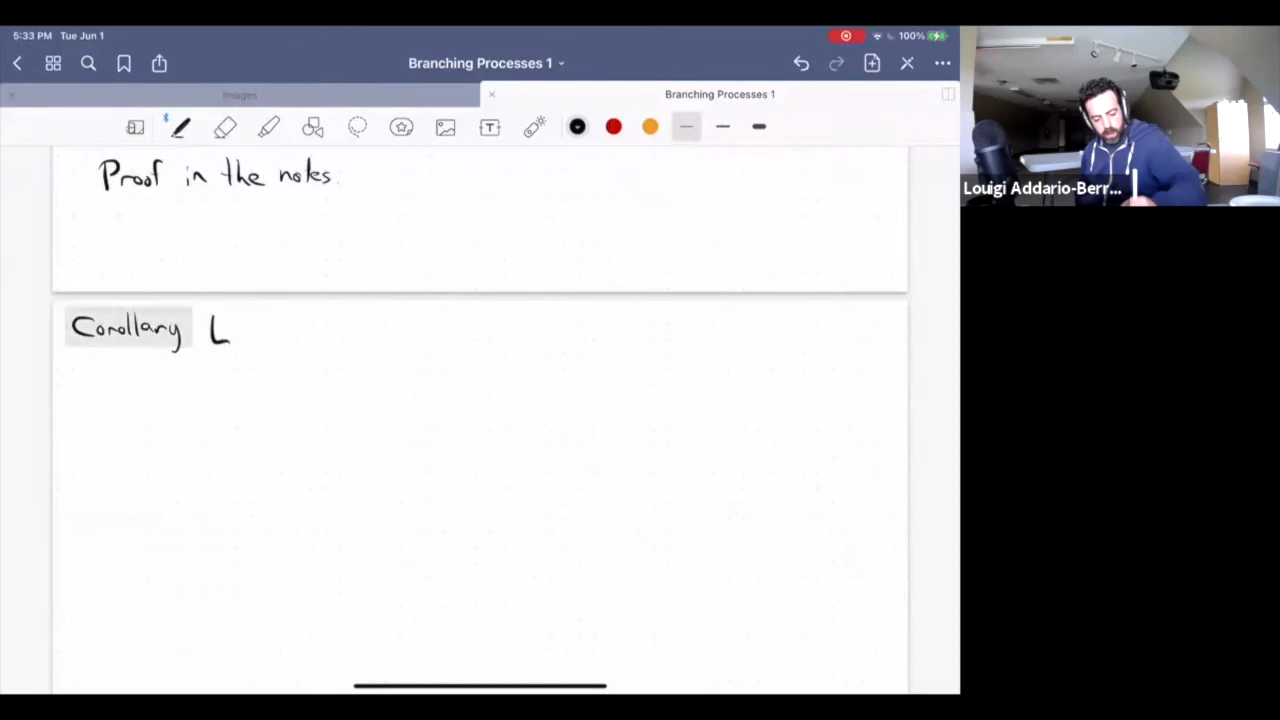 5:33 PM Tue Jun 1
100%
Branching Processes 1
Images
Branching Processes 1
Proof in the notes.
Corollary L
Louigi Addario-Berr...